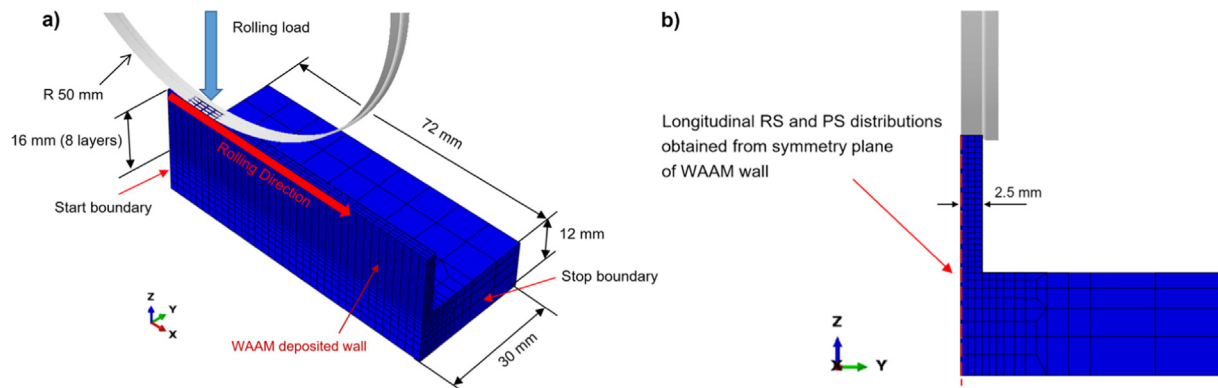 a)
Rolling load
R 50 mm
16 mm (8 layers)
72 mm
Rolling Direction
Start boundary
12 mm
Stop boundary
WAAM deposited wall
30 mm
Z
Y
X
b)
Longitudinal RS and PS distributions
obtained from symmetry plane
of WAAM wall
2.5 mm
Z
X
Y